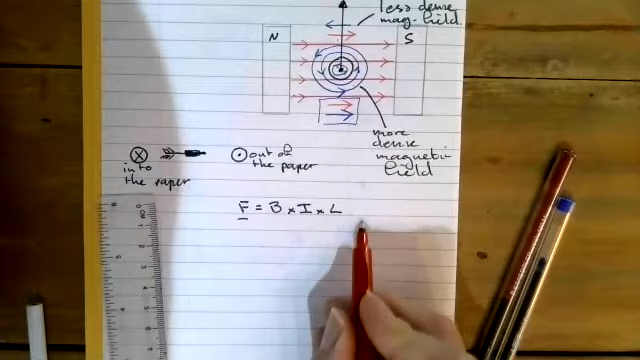 less dense
mag. field.
N
S
more
dense
magnetic
field
into
the paper
out of
the paper
F = B × I × L